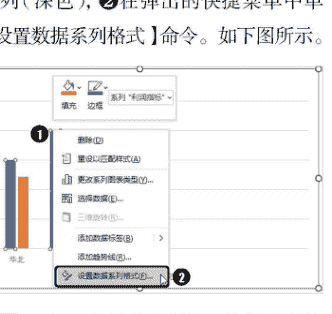 列(深色),❷在弹出的快捷菜单中单
设置数据系列格式】命令。如下图所示。
填充 边框
系列 "利润指标"
❶
删除(D)
重设以匹配样式(A)
更改系列图表类型(Y)...
选择数据(E)...
三维旋转(R)...
添加数据标签(B)
添加趋势线(R)...
设置数据系列格式(F)... ❷
华北